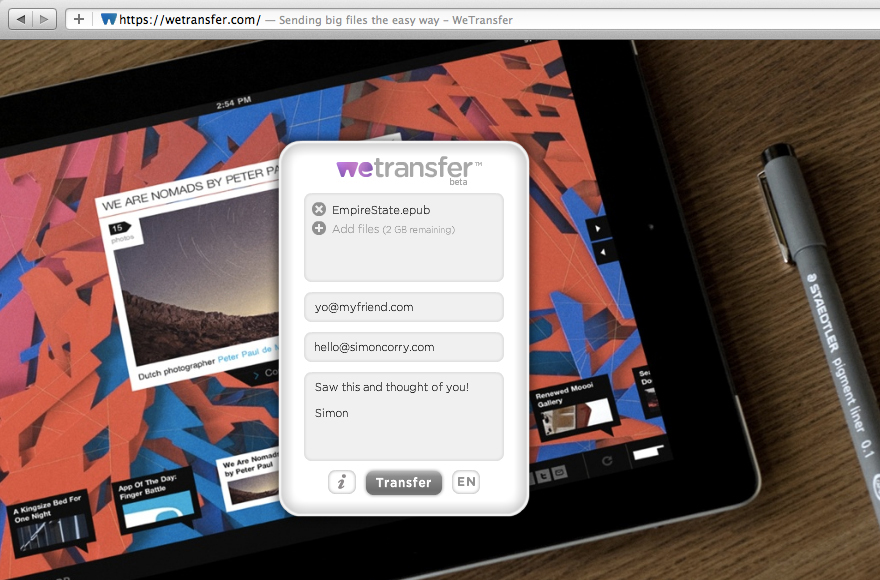 https://wetransfer.com/ — Sending big files the easy way – WeTransfer
2:54 PM
WE ARE NOMADS BY PETER PA
15
photos
Dutch photographer Peter Paul de M
Co
wetransfer™
beta
EmpireState.epub
Add files (2 GB remaining)
yo@myfriend.com
hello@simoncorry.com
Saw this and thought of you!
Simon
i
Transfer
EN
A Kingsize Bed For
One Night
App Of The Day:
Finger Battle
We Are Nomads
by Peter Paul
Renewed Moooi
Gallery
Se
Do
STAEDTLER pigment liner 0.1